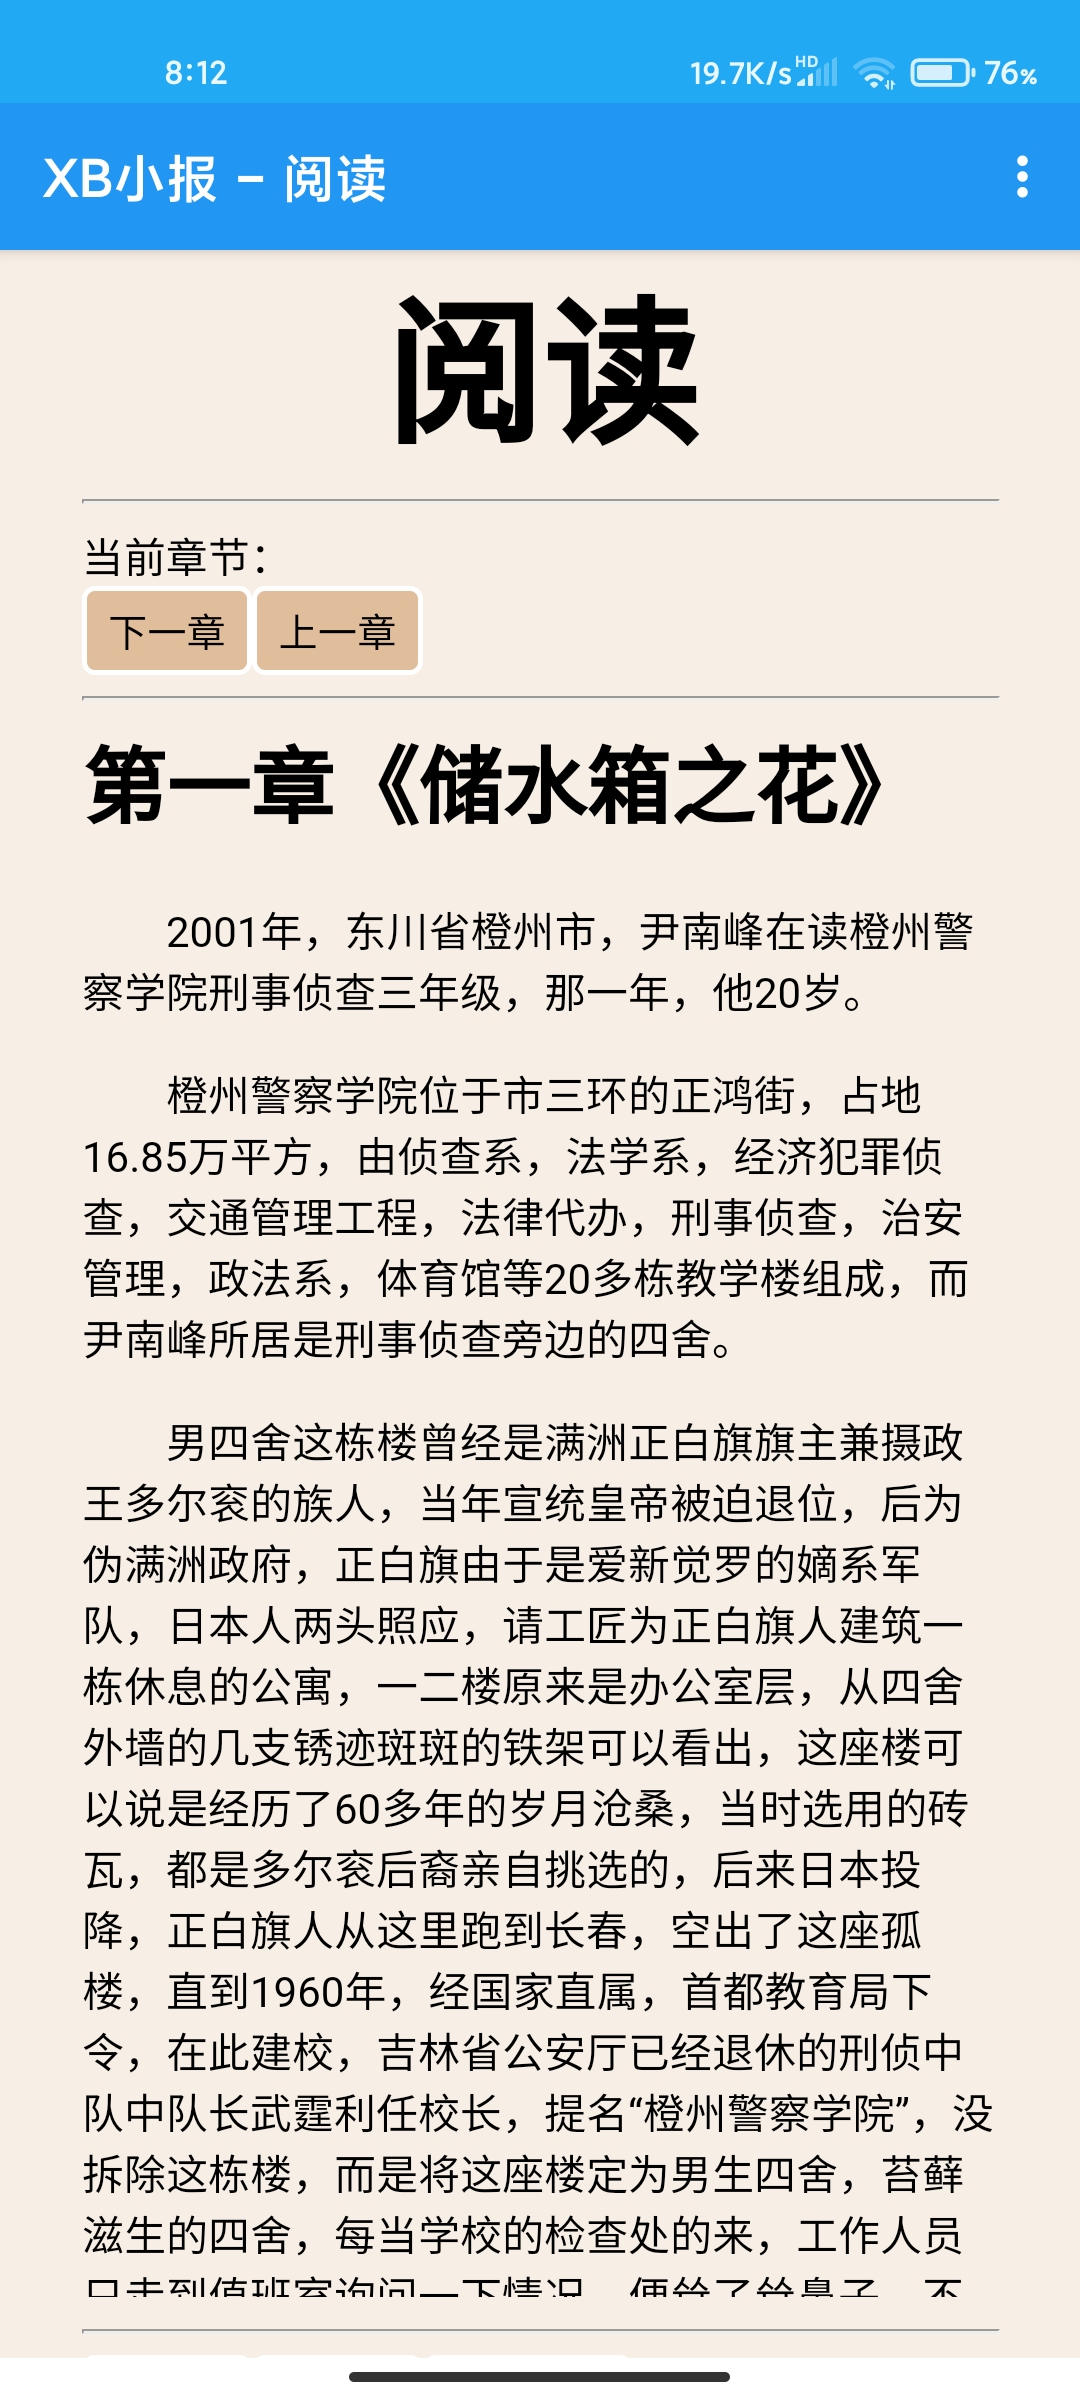 8:12
19.7K/s HD 76%
XB小报 – 阅读
阅读
当前章节：
下一章 上一章
第一章《储水箱之花》
2001年，东川省橙州市，尹南峰在读橙州警
察学院刑事侦查三年级，那一年，他20岁。
橙州警察学院位于市三环的正鸿街，占地
16.85万平方，由侦查系，法学系，经济犯罪侦
查，交通管理工程，法律代办，刑事侦查，治安
管理，政法系，体育馆等20多栋教学楼组成，而
尹南峰所居是刑事侦查旁边的四舍。
男四舍这栋楼曾经是满洲正白旗旗主兼摄政
王多尔衮的族人，当年宣统皇帝被迫退位，后为
伪满洲政府，正白旗由于是爱新觉罗的嫡系军
队，日本人两头照应，请工匠为正白旗人建筑一
栋休息的公寓，一二楼原来是办公室层，从四舍
外墙的几支锈迹斑斑的铁架可以看出，这座楼可
以说是经历了60多年的岁月沧桑，当时选用的砖
瓦，都是多尔衮后裔亲自挑选的，后来日本投
降，正白旗人从这里跑到长春，空出了这座孤
楼，直到1960年，经国家直属，首都教育局下
令，在此建校，吉林省公安厅已经退休的刑侦中
队中队长武霆利任校长，提名“橙州警察学院”，没
拆除这栋楼，而是将这座楼定为男生四舍，苔藓
滋生的四舍，每当学校的检查处的来，工作人员
只走到值班室询问一下情况，便耸了耸鼻子，不